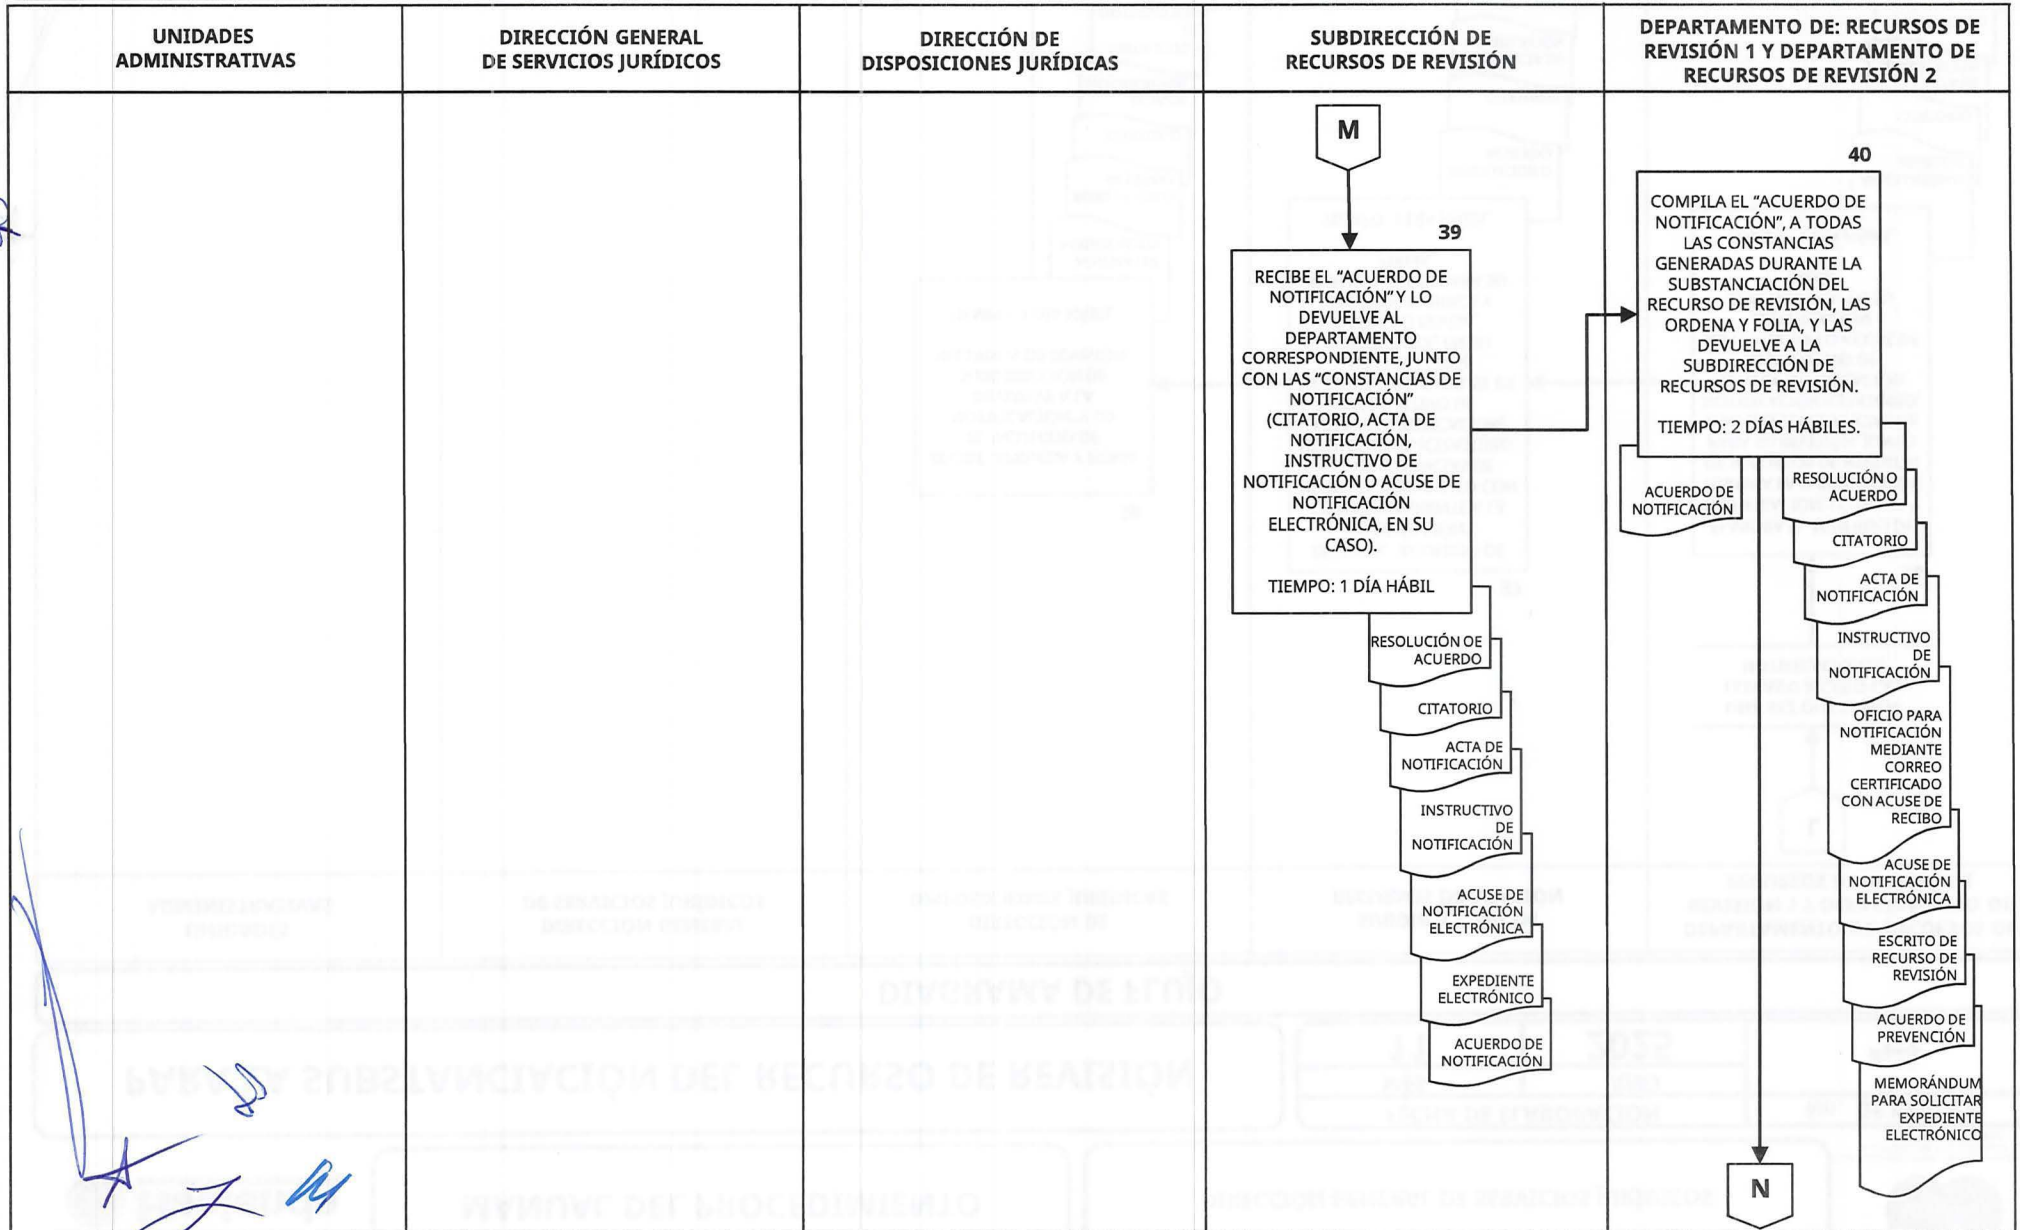 UNIDADES
ADMINISTRATIVAS
DIRECCIÓN GENERAL
DE SERVICIOS JURÍDICOS
DIRECCIÓN DE
DISPOSICIONES JURÍDICAS
SUBDIRECCIÓN DE
RECURSOS DE REVISIÓN
DEPARTAMENTO DE: RECURSOS DE
REVISIÓN 1 Y DEPARTAMENTO DE
RECURSOS DE REVISIÓN 2
M
39
RECIBE EL “ACUERDO DE
NOTIFICACIÓN” Y LO
DEVUELVE AL
DEPARTAMENTO
CORRESPONDIENTE, JUNTO
CON LAS “CONSTANCIAS DE
NOTIFICACIÓN”
(CITATORIO, ACTA DE
NOTIFICACIÓN,
INSTRUCTIVO DE
NOTIFICACIÓN O ACUSE DE
NOTIFICACIÓN
ELECTRÓNICA, EN SU
CASO).
TIEMPO: 1 DÍA HÁBIL
RESOLUCIÓN DE
ACUERDO
CITATORIO
ACTA DE
NOTIFICACIÓN
INSTRUCTIVO
DE
NOTIFICACIÓN
ACUSE DE
NOTIFICACIÓN
ELECTRÓNICA
EXPEDIENTE
ELECTRÓNICO
ACUERDO DE
NOTIFICACIÓN
40
COMPILA EL “ACUERDO DE
NOTIFICACIÓN”, A TODAS
LAS CONSTANCIAS
GENERADAS DURANTE LA
SUBSTANCIACIÓN DEL
RECURSO DE REVISIÓN, LAS
ORDENA Y FOLIA, Y LAS
DEVUELVE A LA
SUBDIRECCIÓN DE
RECURSOS DE REVISIÓN.
TIEMPO: 2 DÍAS HÁBILES.
ACUERDO DE
NOTIFICACIÓN
RESOLUCIÓN O
ACUERDO
CITATORIO
ACTA DE
NOTIFICACIÓN
INSTRUCTIVO
DE
NOTIFICACIÓN
OFICIO PARA
NOTIFICACIÓN
MEDIANTE
CORREO
CERTIFICADO
CON ACUSE DE
RECIBO
ACUSE DE
NOTIFICACIÓN
ELECTRÓNICA
ESCRITO DE
RECURSO DE
REVISIÓN
ACUERDO DE
PREVENCIÓN
MEMORÁNDUM
PARA SOLICITAR
EXPEDIENTE
ELECTRÓNICO
N